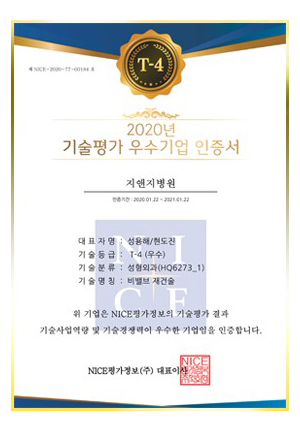 T-4
제 NICE-2020-77-00184 호
2020년
기술평가 우수기업 인증서
지앤지병원
인증기간 : 2020.01.22 ~ 2021.01.22
대 표 자 명 : 성용해/현도진
기 술 등 급 : T-4 (우수)
기 술 분 류 : 성형외과(HQ6273_1)
기 술 명 칭 : 비밸브 재건술
위 기업은 NICE평가정보의 기술평가 결과
기술사업역량 및 기술경쟁력이 우수한 기업임을 인증합니다.
NICE평가정보(주) 대표이사
NI
CE